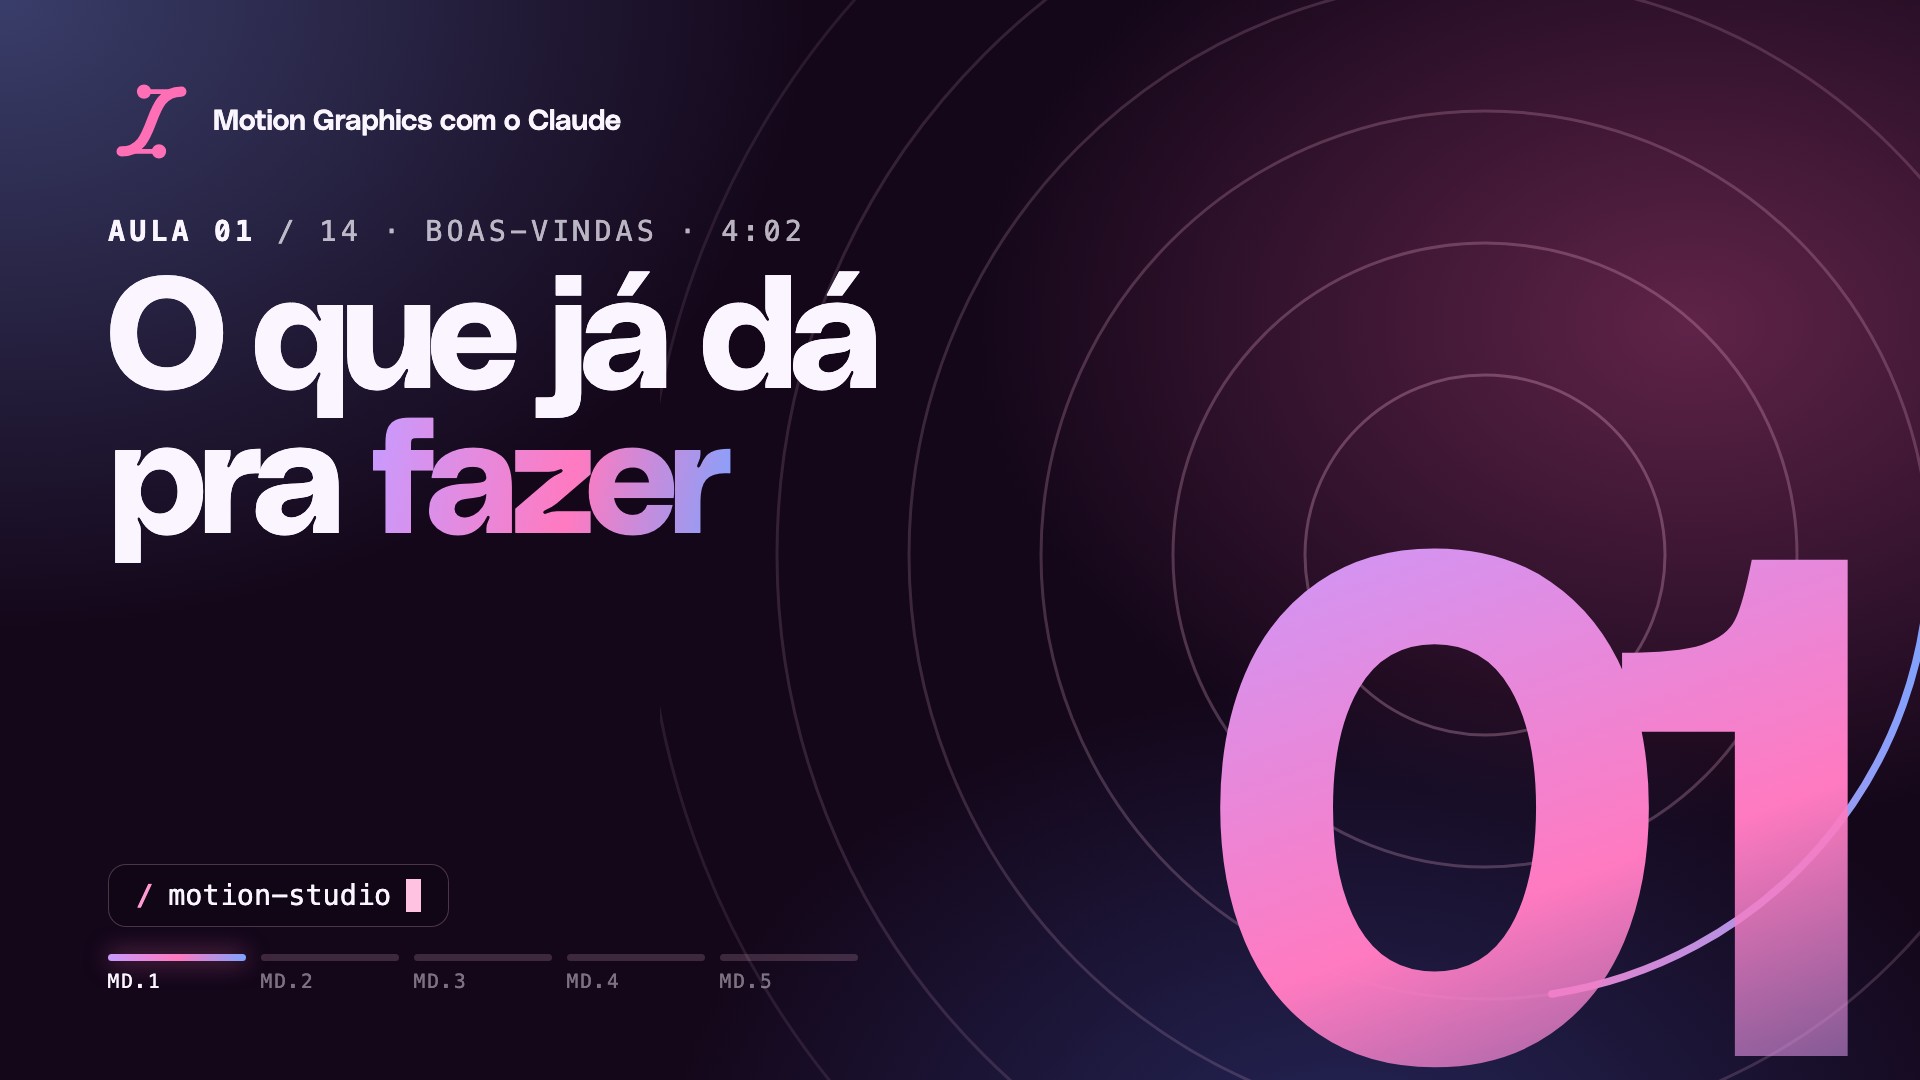 Motion Graphics com o Claude
AULA 01 / 14 · BOAS-VINDAS · 4:02
O que já dá
pra fazer
01
/ motion-studio
MD.1 MD.2 MD.3 MD.4 MD.5